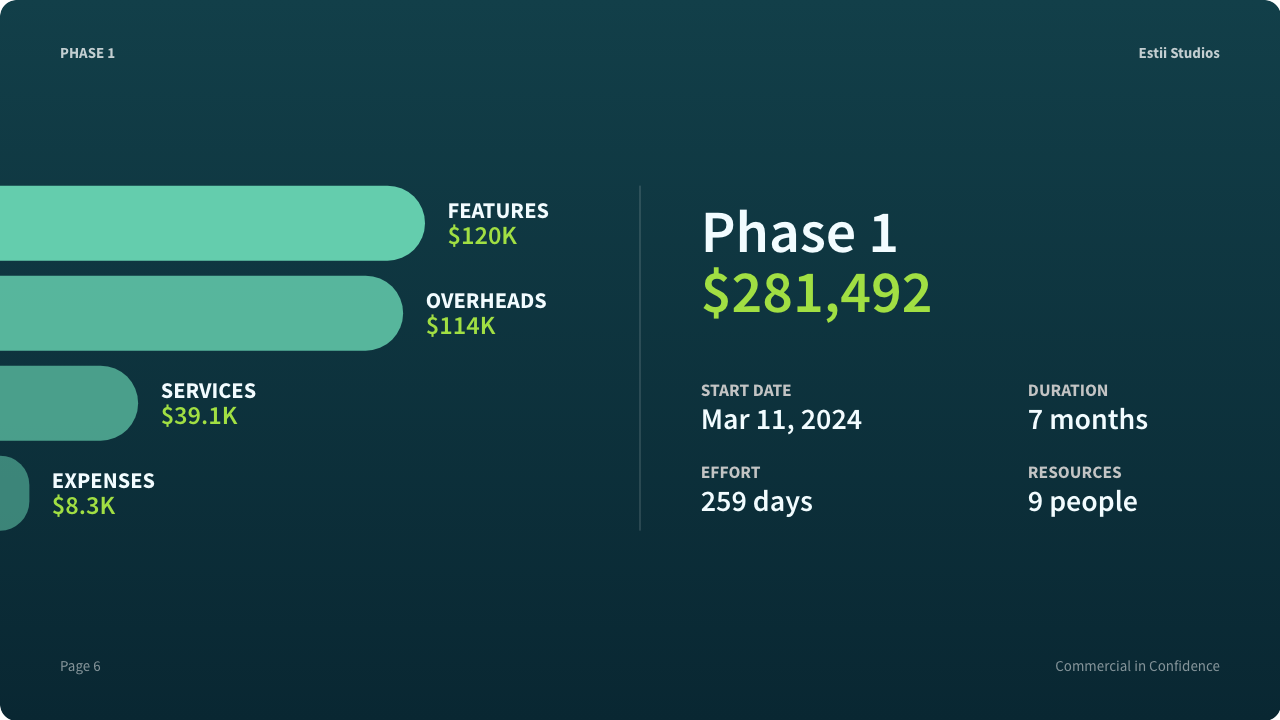 PHASE 1
Estii Studios
FEATURES
$120K
OVERHEADS
$114K
SERVICES
$39.1K
EXPENSES
$8.3K
Phase 1
$281,492
START DATE
Mar 11, 2024
DURATION
7 months
EFFORT
259 days
RESOURCES
9 people
Page 6
Commercial in Confidence